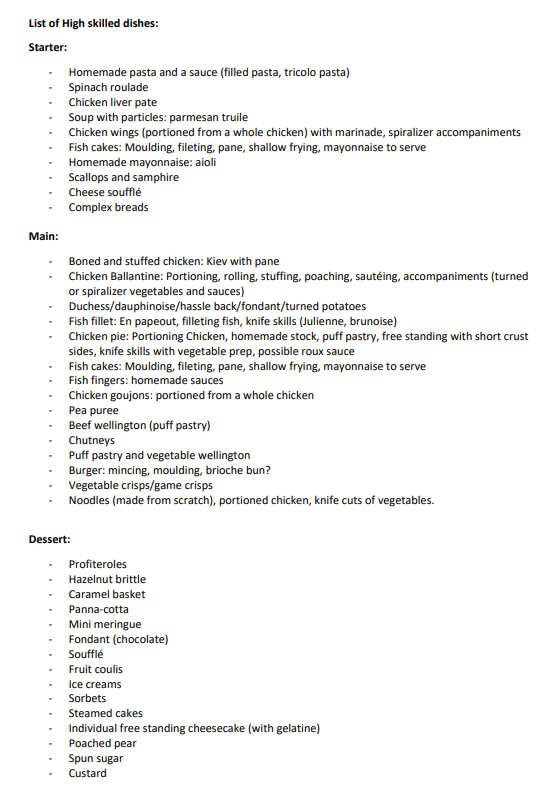 List of High skilled dishes:
Starter:
- Homemade pasta and a sauce (filled pasta, tricolo pasta)
- Spinach roulade
- Chicken liver pate
- Soup with particles: parmesan truile
- Chicken wings (portioned from a whole chicken) with marinade, spiralizer accompaniments
- Fish cakes: Moulding, fileting, pane, shallow frying, mayonnaise to serve
- Homemade mayonnaise: aioli
- Scallops and samphire
- Cheese soufflé
- Complex breads
Main:
- Boned and stuffed chicken: Kiev with pane
- Chicken Ballantine: Portioning, rolling, stuffing, poaching, sautéing, accompaniments (turned
or spiralizer vegetables and sauces)
- Duchess/dauphinoise/hassle back/fondant/turned potatoes
- Fish fillet: En papeout, filleting fish, knife skills (Julienne, brunoise)
- Chicken pie: Portioning Chicken, homemade stock, puff pastry, free standing with short crust
sides, knife skills with vegetable prep, possible roux sauce
- Fish cakes: Moulding, fileting, pane, shallow frying, mayonnaise to serve
- Fish fingers: homemade sauces
- Chicken goujons: portioned from a whole chicken
- Pea puree
- Beef wellington (puff pastry)
- Chutneys
- Puff pastry and vegetable wellington
- Burger: mincing, moulding, brioche bun?
- Vegetable crisps/game crisps
- Noodles (made from scratch), portioned chicken, knife cuts of vegetables.
Dessert:
- Profiteroles
- Hazelnut brittle
- Caramel basket
- Panna-cotta
- Mini meringue
- Fondant (chocolate)
- Soufflé
- Fruit coulis
- Ice creams
- Sorbets
- Steamed cakes
- Individual free standing cheesecake (with gelatine)
- Poached pear
- Spun sugar
- Custard